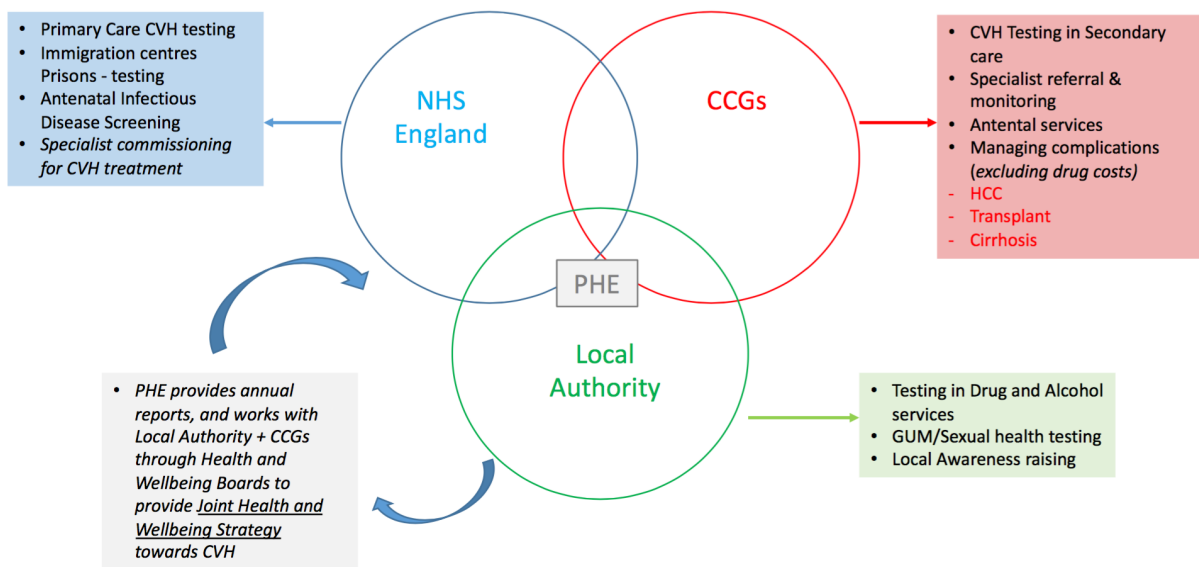 • Primary Care CVH testing
• Immigration centres
Prisons - testing
• Antenatal Infectious
Disease Screening
• Specialist commissioning
for CVH treatment
NHS
England
CCGs
• CVH Testing in Secondary
care
• Specialist referral &
monitoring
• Antental services
• Managing complications
(excluding drug costs)
- HCC
- Transplant
- Cirrhosis
PHE
Local
Authority
• PHE provides annual
reports, and works with
Local Authority + CCGs
through Health and
Wellbeing Boards to
provide Joint Health and
Wellbeing Strategy
towards CVH
• Testing in Drug and Alcohol
services
• GUM/Sexual health testing
• Local Awareness raising